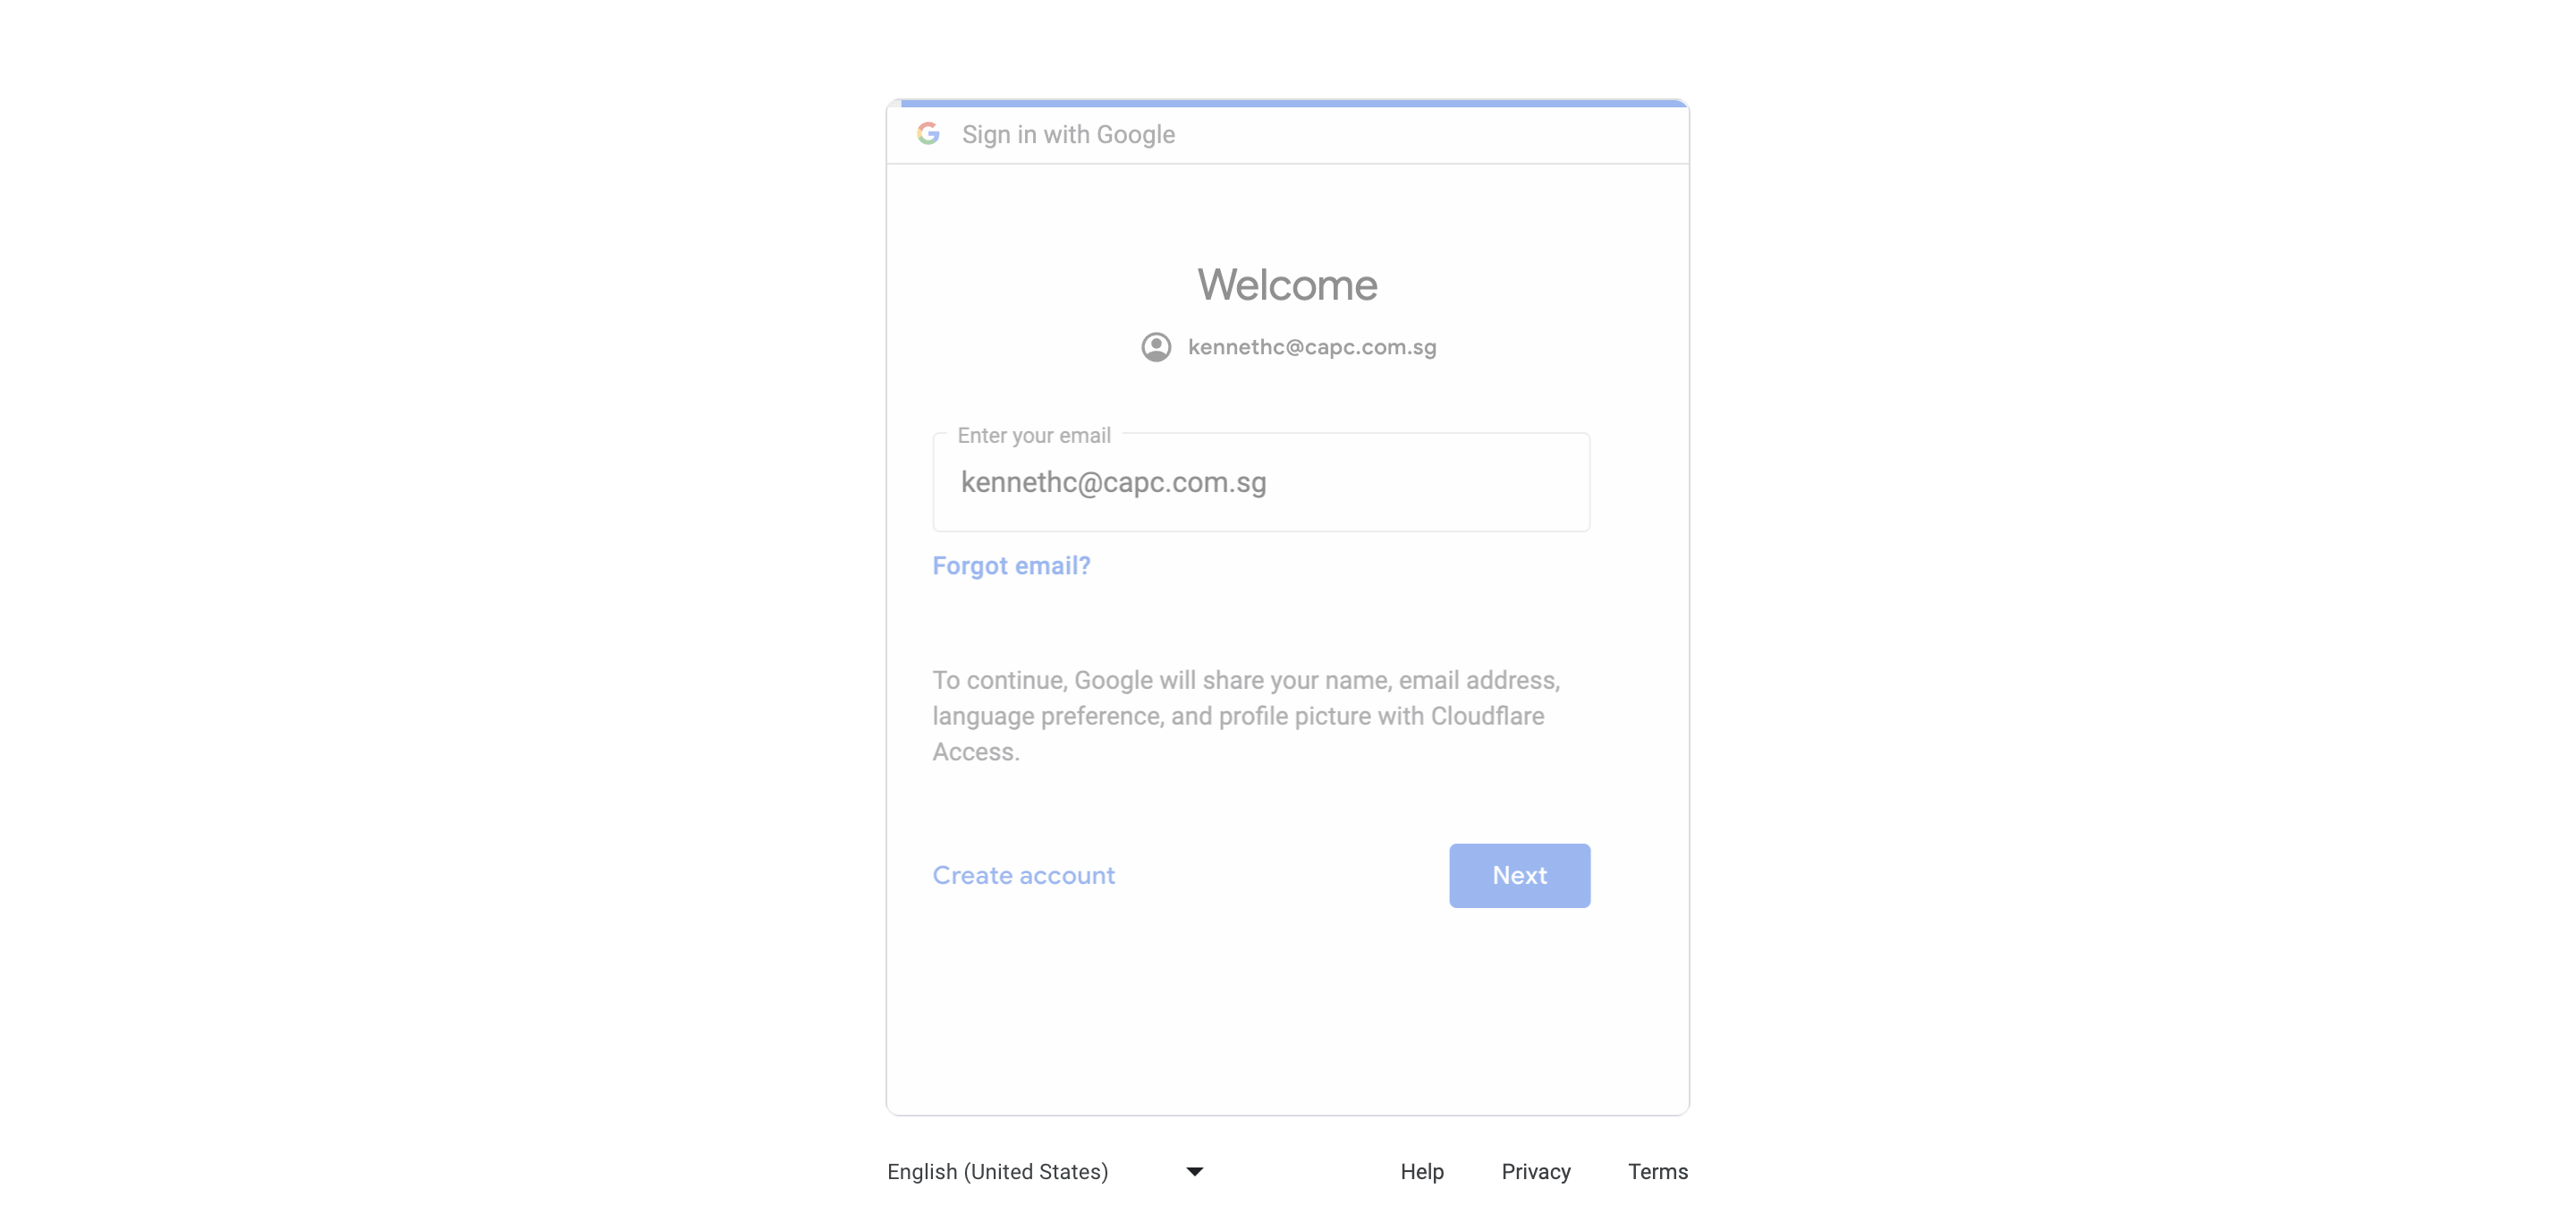 Sign in with Google
Welcome
kennethc@capc.com.sg
Enter your email
kennethc@capc.com.sg
Forgot email?
To continue, Google will share your name, email address,
language preference, and profile picture with Cloudflare
Access.
Create account
Next
English (United States)
Help
Privacy
Terms